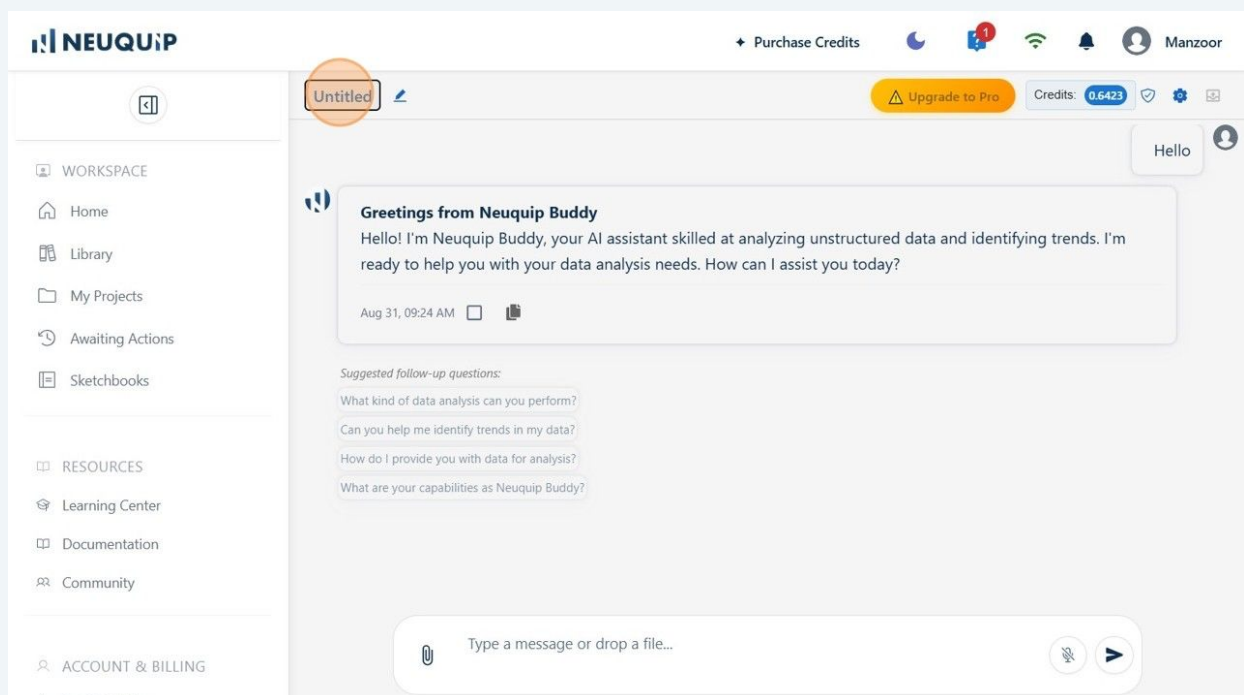 NEUQUIP
Purchase Credits
1
Manzoor
Untitled
Upgrade to Pro
Credits: 0.6423
WORKSPACE
Home
Library
My Projects
Awaiting Actions
Sketchbooks
RESOURCES
Learning Center
Documentation
Community
ACCOUNT & BILLING
Hello
Greetings from Neuquip Buddy
Hello! I'm Neuquip Buddy, your AI assistant skilled at analyzing unstructured data and identifying trends. I'm
ready to help you with your data analysis needs. How can I assist you today?
Aug 31, 09:24 AM
Suggested follow-up questions:
What kind of data analysis can you perform?
Can you help me identify trends in my data?
How do I provide you with data for analysis?
What are your capabilities as Neuquip Buddy?
Type a message or drop a file...